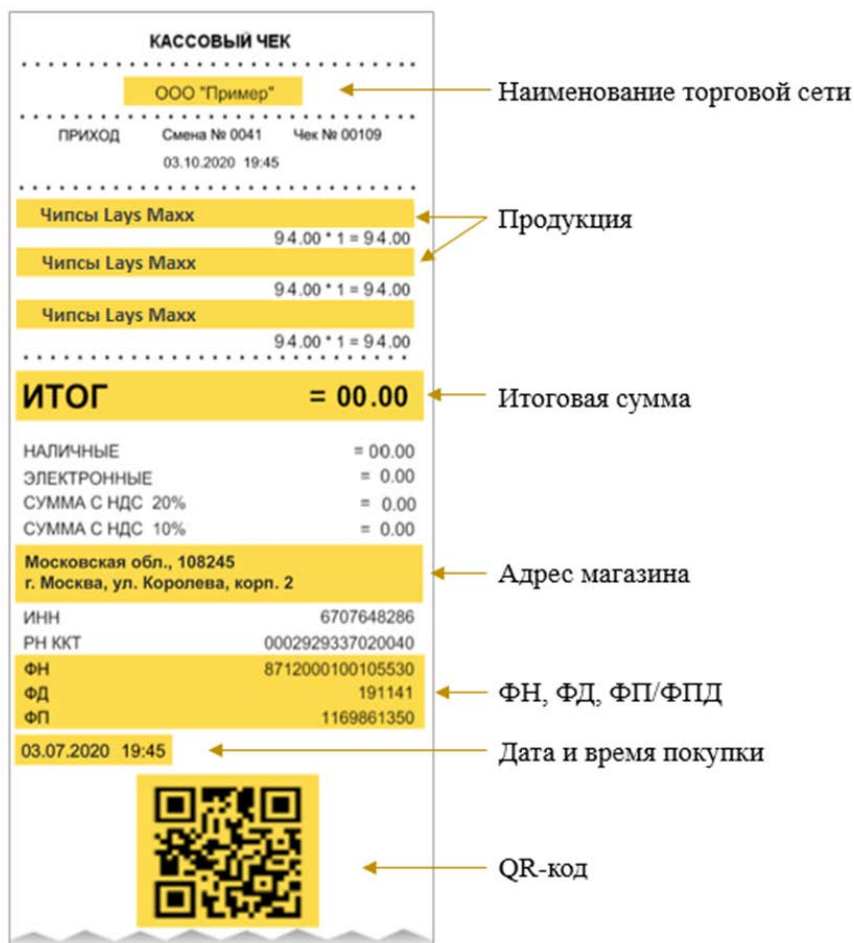 КАССОВЫЙ ЧЕК
ООО "Пример"
Наименование торговой сети
ПРИХОД Смена № 0041 Чек № 00109
03.10.2020 19:45
Чипсы Lays Maxx
Продукция
94.00 * 1 = 94.00
Чипсы Lays Maxx
94.00 * 1 = 94.00
Чипсы Lays Maxx
94.00 * 1 = 94.00
ИТОГ = 00.00
Итоговая сумма
НАЛИЧНЫЕ = 00.00
ЭЛЕКТРОННЫЕ = 0.00
СУММА С НДС 20% = 0.00
СУММА С НДС 10% = 0.00
Московская обл., 108245
г. Москва, ул. Королева, корп. 2
Адрес магазина
ИНН 6707648286
РН ККТ 0002929337020040
ФН 8712000100105530
ФД 191141
ФП 1169861350
ФН, ФД, ФП/ФПД
03.07.2020 19:45
Дата и время покупки
QR-код